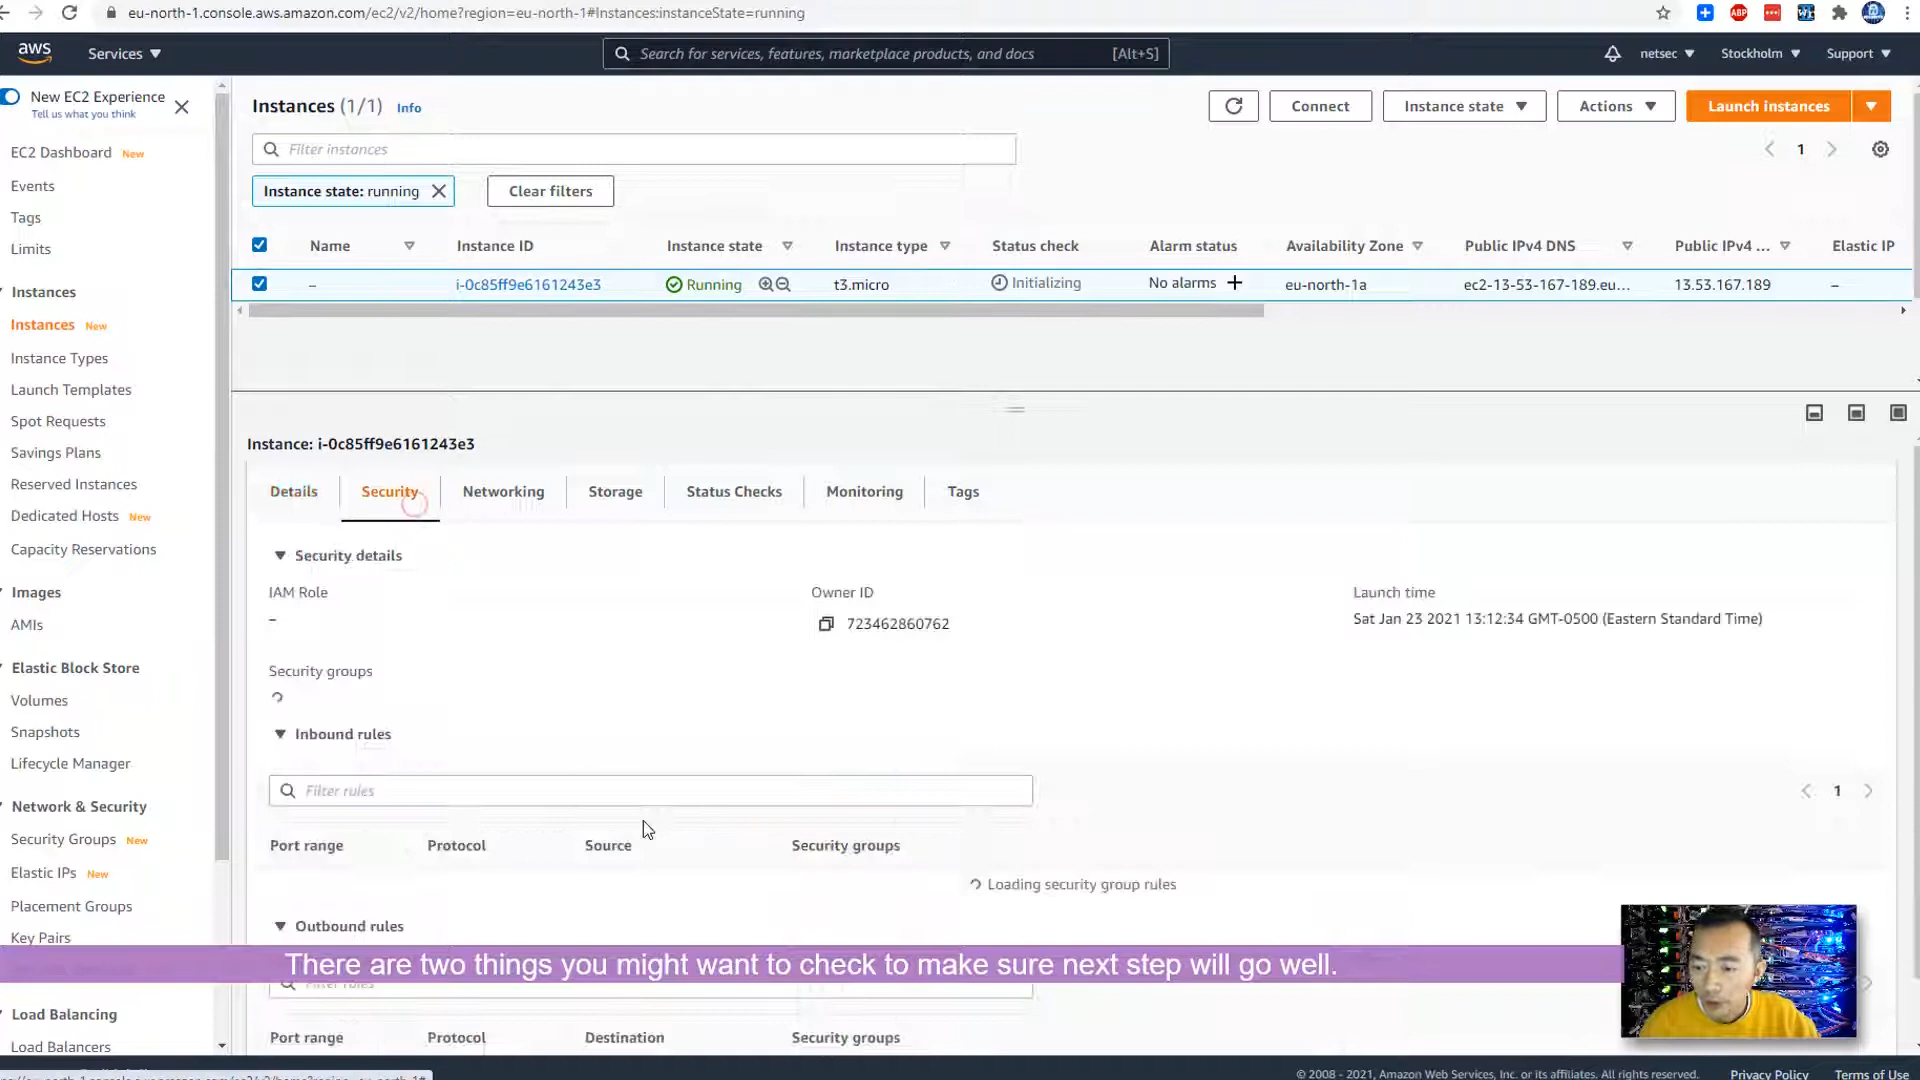 eu-north-1.console.aws.amazon.com/ec2/v2/home?region=eu-north-1#Instances:instanceState=running
ABP
aws
Services
Search for services, features, marketplace products, and docs
[Alt+S]
netsec
Stockholm
Support
New EC2 Experience
Tell us what you think
EC2 Dashboard New
Events
Tags
Limits
Instances
Instances New
Instance Types
Launch Templates
Spot Requests
Savings Plans
Reserved Instances
Dedicated Hosts New
Capacity Reservations
Images
AMIs
Elastic Block Store
Volumes
Snapshots
Lifecycle Manager
Network & Security
Security Groups New
Elastic IPs New
Placement Groups
Key Pairs
Load Balancing
Load Balancers
Instances (1/1) Info
Connect
Instance state
Actions
Launch instances
Filter instances
1
Instance state: running
Clear filters
Name Instance ID Instance state Instance type Status check Alarm status Availability Zone Public IPv4 DNS Public IPv4 ... Elastic IP
– i-0c85ff9e6161243e3 Running t3.micro Initializing No alarms + eu-north-1a ec2-13-53-167-189.eu... 13.53.167.189 –
Instance: i-0c85ff9e6161243e3
Details Security Networking Storage Status Checks Monitoring Tags
Security details
IAM Role Owner ID Launch time
– 723462860762 Sat Jan 23 2021 13:12:34 GMT-0500 (Eastern Standard Time)
Security groups
Inbound rules
Filter rules
1
Port range Protocol Source Security groups
Loading security group rules
Outbound rules
There are two things you might want to check to make sure next step will go well.
Filter rules
Port range Protocol Destination Security groups
© 2008 - 2021, Amazon Web Services, Inc. or its affiliates. All rights reserved. Privacy Policy Terms of Use